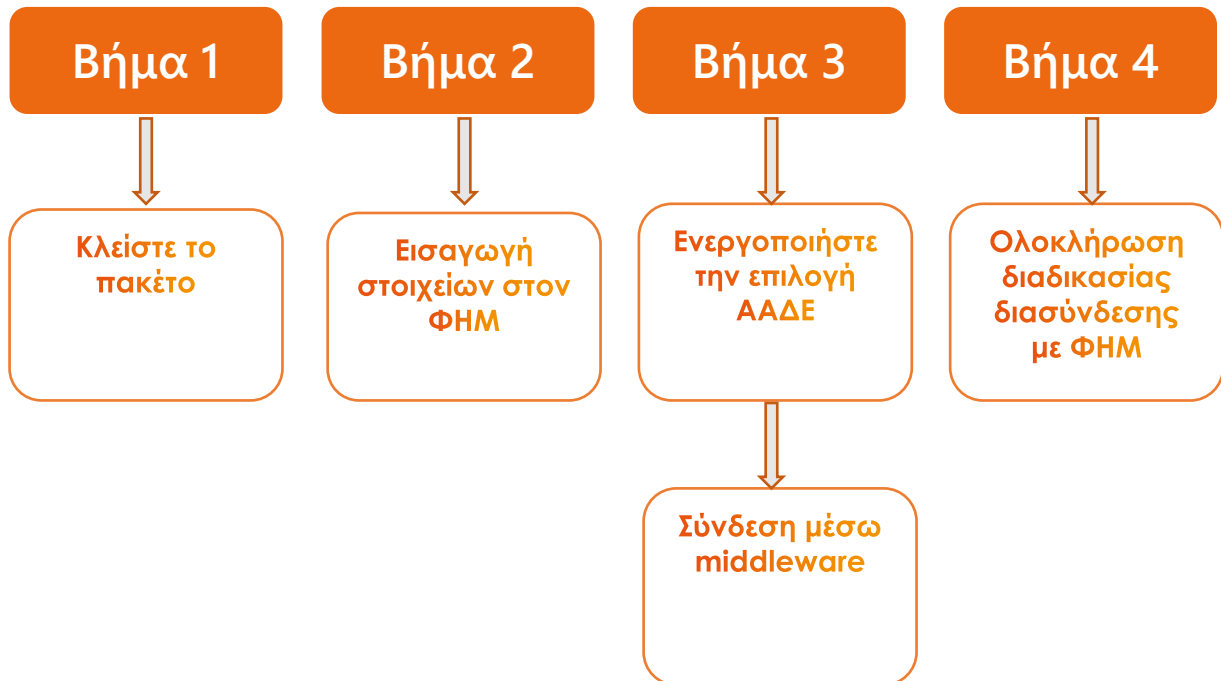 Βήμα 1
Βήμα 2
Βήμα 3
Βήμα 4
Κλείστε το
πακέτο
Εισαγωγή
στοιχείων στον
ΦΗΜ
Ενεργοποιήστε
την επιλογή
ΑΑΔΕ
Ολοκλήρωση
διαδικασίας
διασύνδεσης
με ΦΗΜ
Σύνδεση μέσω
middleware